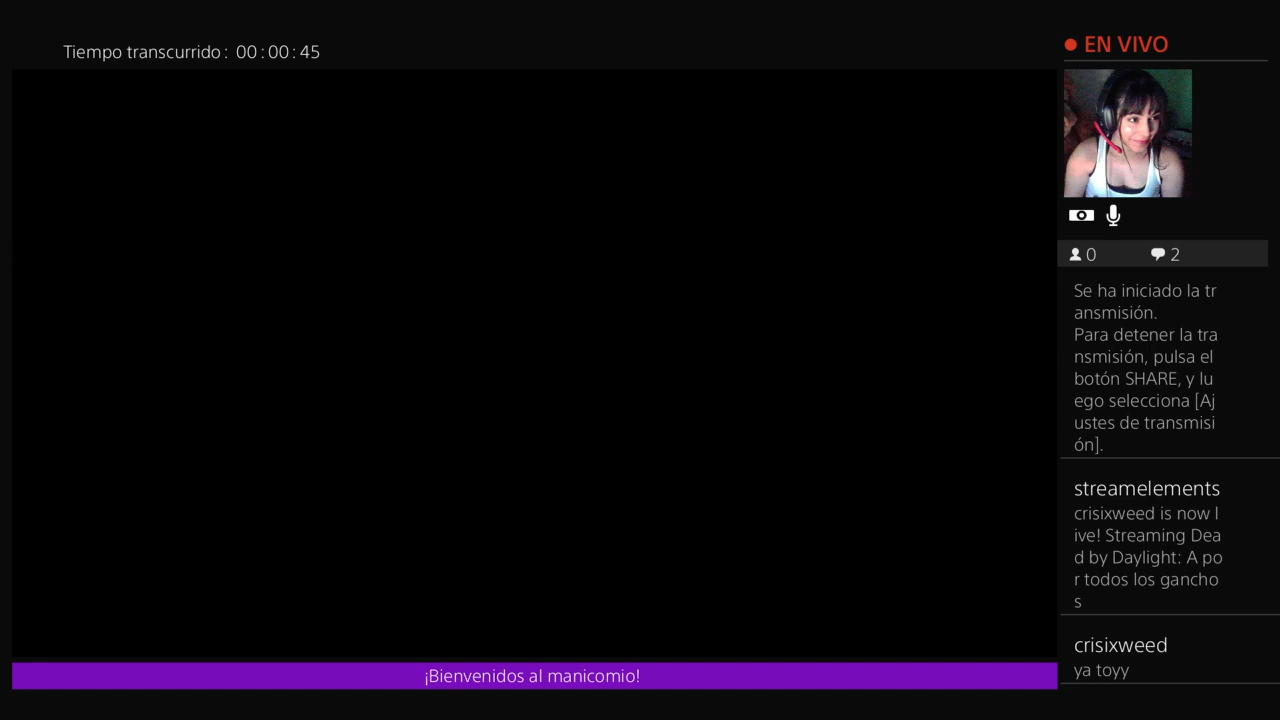 Tiempo transcurrido : 00 : 00 : 45
EN VIVO
0 2
Se ha iniciado la tr
ansmisión.
Para detener la tra
nsmisión, pulsa el
botón SHARE, y lu
ego selecciona [Aj
ustes de transmisi
ón].
streamelements
crisixweed is now l
ive! Streaming Dea
d by Daylight: A po
r todos los gancho
s
crisixweed
ya toyy
¡Bienvenidos al manicomio!